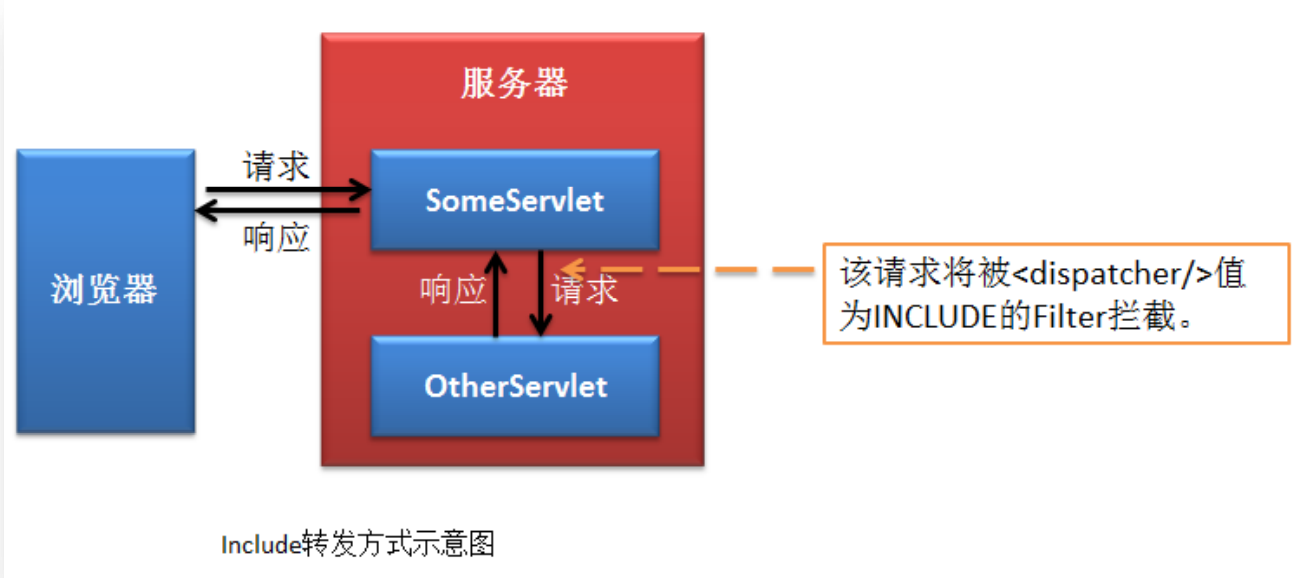 服务器
请求
SomeServlet
响应
浏览器
响应
请求
该请求将被<dispatcher/>值
为INCLUDE的Filter拦截。
OtherServlet
Include转发方式示意图